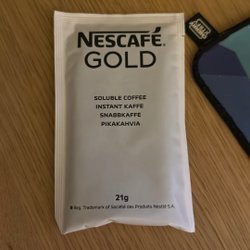 NESCAFÉ.
GOLD
SOLUBLE COFFEE
INSTANT KAFFE
SNABBKAFFE
PIKAKAHVIA
21g
® Reg. Trademark of Société des Produits Nestlé S.A.